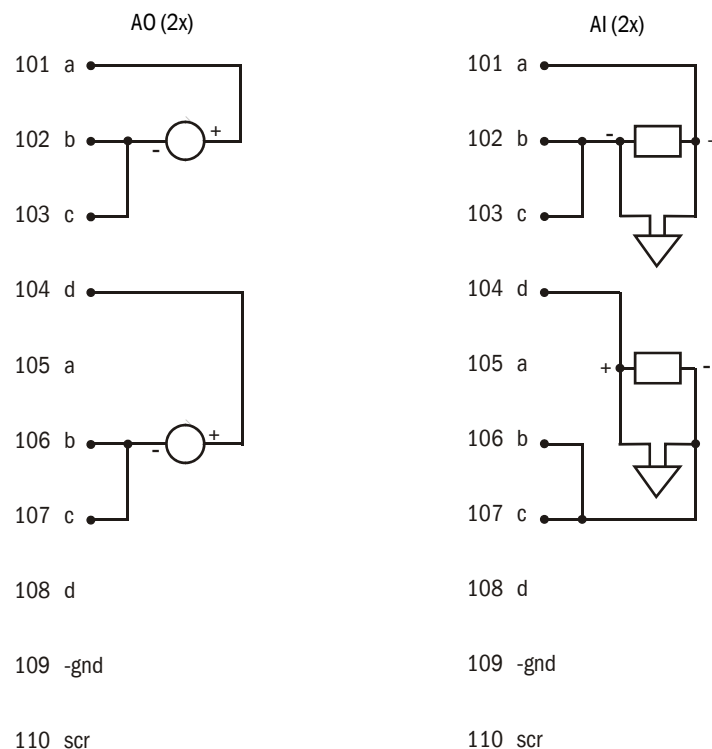 AO (2x)
101 a
102 b
- +
103 c
104 d
105 a
106 b
- +
107 c
108 d
109 -gnd
110 scr
AI (2x)
101 a
102 b
-
103 c
104 d
105 a
+ -
106 b
107 c
108 d
109 -gnd
110 scr